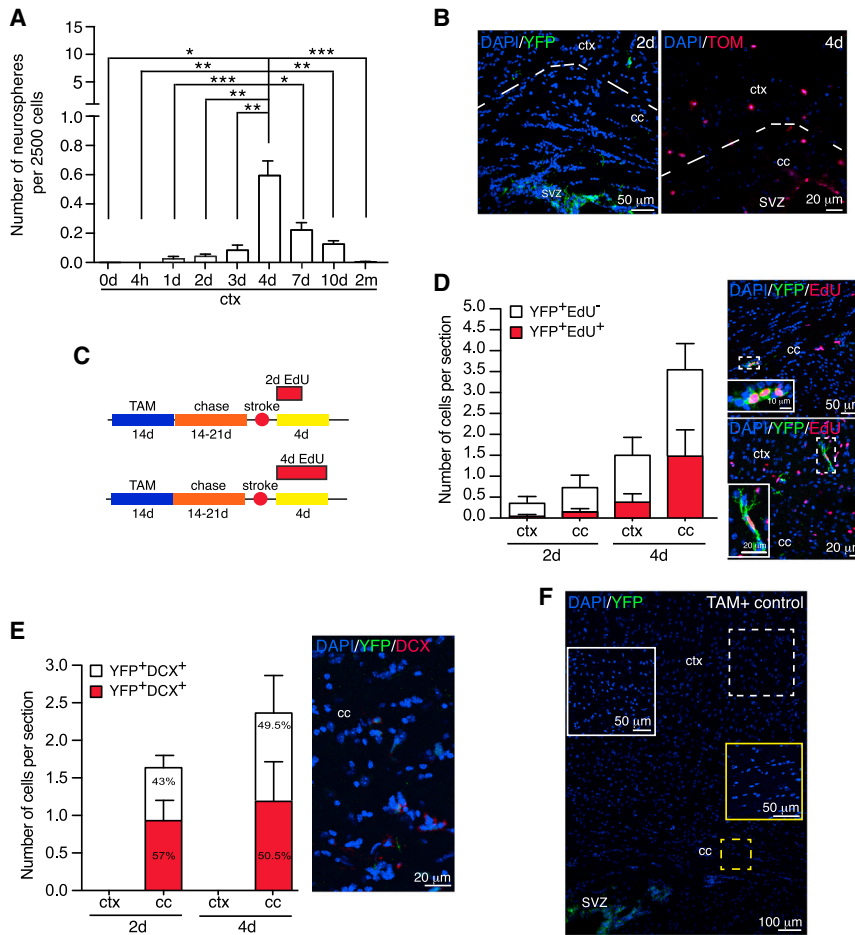 A
Number of neurospheres
per 2500 cells
15
10
5
1.0
0.8
0.6
0.4
0.2
0.0
*
***
**
**
***
*
**
**
0d 4h 1d 2d 3d 4d 7d 10d 2m
ctx
B
DAPI/YFP
2d
ctx
cc
svz
50 µm
DAPI/TOM
4d
ctx
cc
SVZ
20 µm
C
2d EdU
TAM chase stroke
14d 14-21d 4d
4d EdU
TAM chase stroke
14d 14-21d 4d
D
Number of cells per section
5.0
4.5
4.0
3.5
3.0
2.5
2.0
1.5
1.0
0.5
0.0
YFP⁺EdU⁻
YFP⁺EdU⁺
ctx cc ctx cc
2d 4d
DAPI/YFP/EdU
cc
10 µm
50 µm
DAPI/YFP/EdU
ctx
20 µm
cc
20 µm
E
Number of cells per section
3.0
2.5
2.0
1.5
1.0
0.5
0.0
YFP⁺DCX⁺
YFP⁺DCX⁺
43%
57%
49.5%
50.5%
ctx cc ctx cc
2d 4d
DAPI/YFP/DCX
cc
20 µm
F
DAPI/YFP
TAM+ control
ctx
50 µm
50 µm
cc
SVZ
100 µm